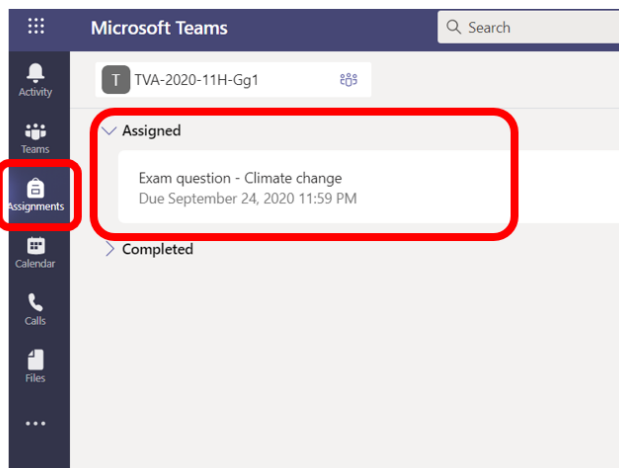 Microsoft Teams
Search
Activity
T TVA-2020-11H-Gg1
Assigned
Teams
Exam question - Climate change
Due September 24, 2020 11:59 PM
Assignments
Completed
Calendar
Calls
Files